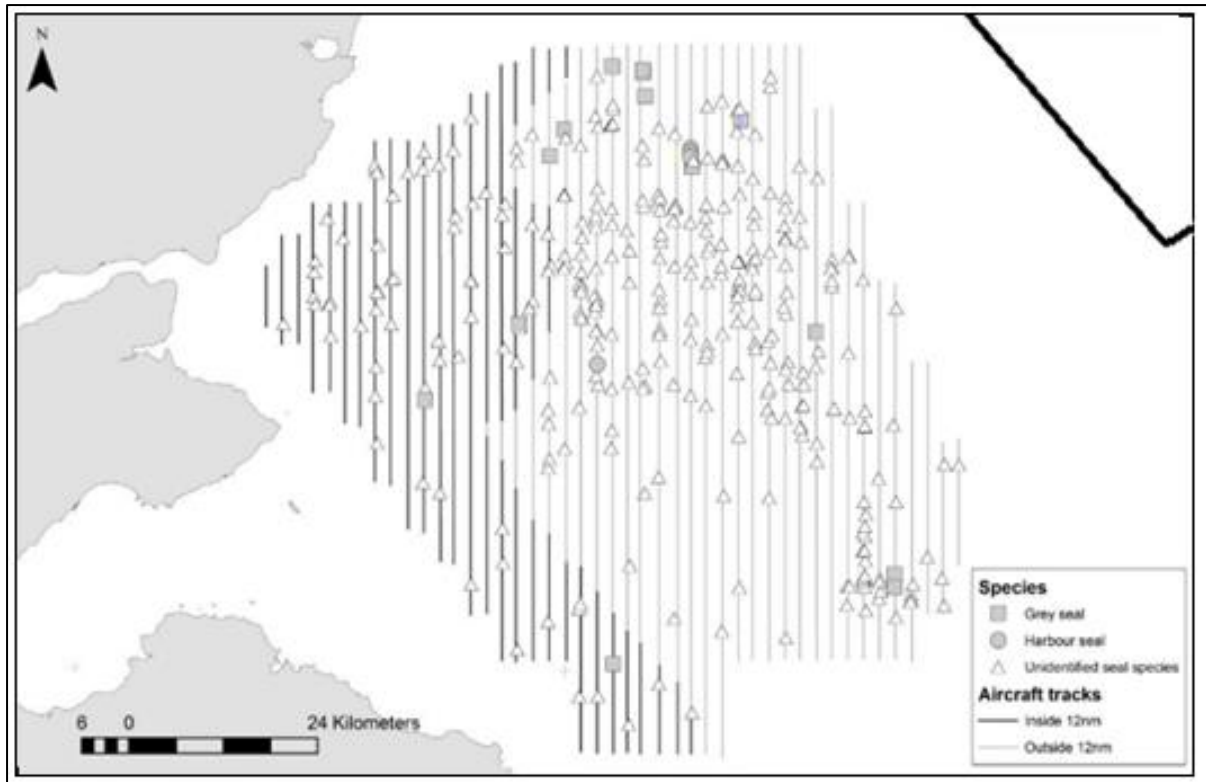 N
Species
Grey seal
Harbour seal
Unidentified seal species
Aircraft tracks
Inside 12nm
Outside 12nm
6 0 24 Kilometers